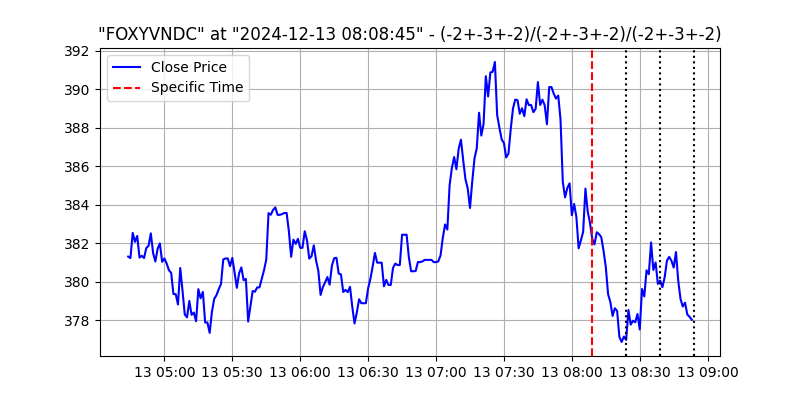 "FOXYVNDC" at "2024-12-13 08:08:45" - (-2+-3+-2)/(-2+-3+-2)/(-2+-3+-2)
Close Price
Specific Time
392
390
388
386
384
382
380
378
13 05:00 13 05:30 13 06:00 13 06:30 13 07:00 13 07:30 13 08:00 13 08:30 13 09:00